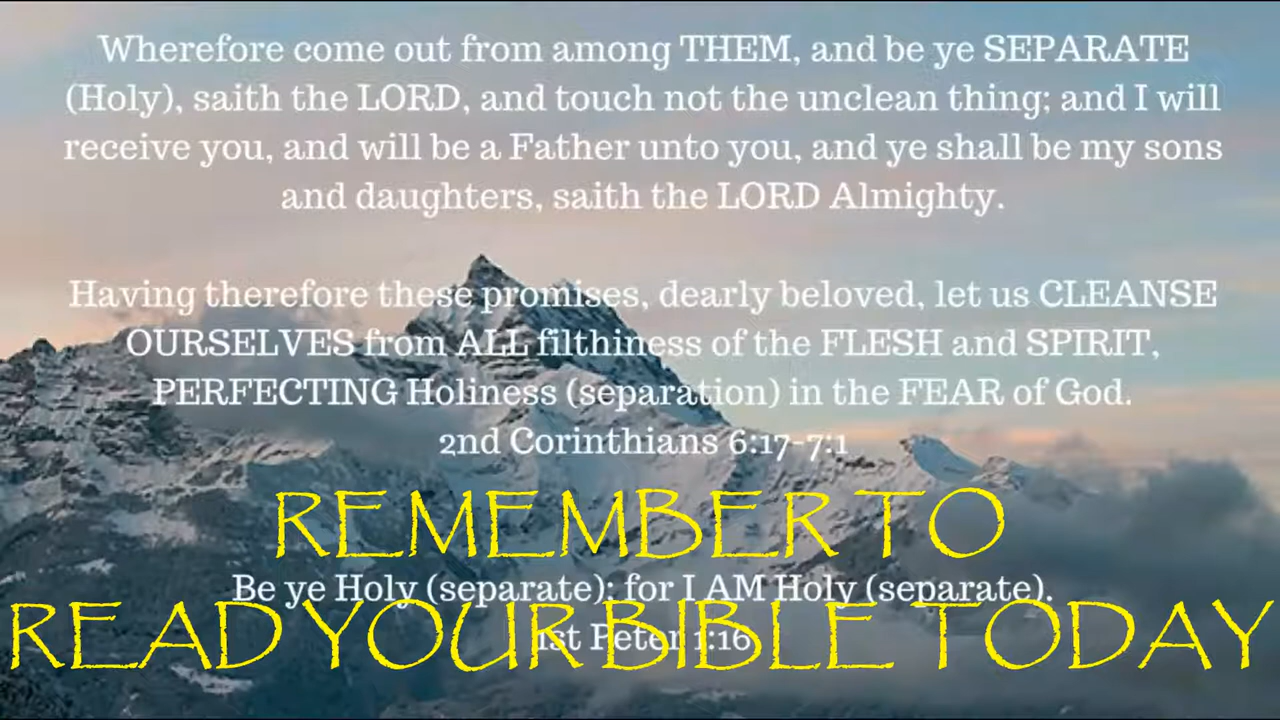 Wherefore come out from among THEM, and be ye SEPARATE
(Holy), saith the LORD, and touch not the unclean thing; and I will
receive you, and will be a Father unto you, and ye shall be my sons
and daughters, saith the LORD Almighty.
Having therefore these promises, dearly beloved, let us CLEANSE
OURSELVES from ALL filthiness of the FLESH and SPIRIT,
PERFECTING Holiness (separation) in the FEAR of God.
2nd Corinthians 6:17-7:1
REMEMBER TO
Be ye Holy (separate); for I AM Holy (separate).
READ YOUR BIBLE TODAY
1st Peter 1:16